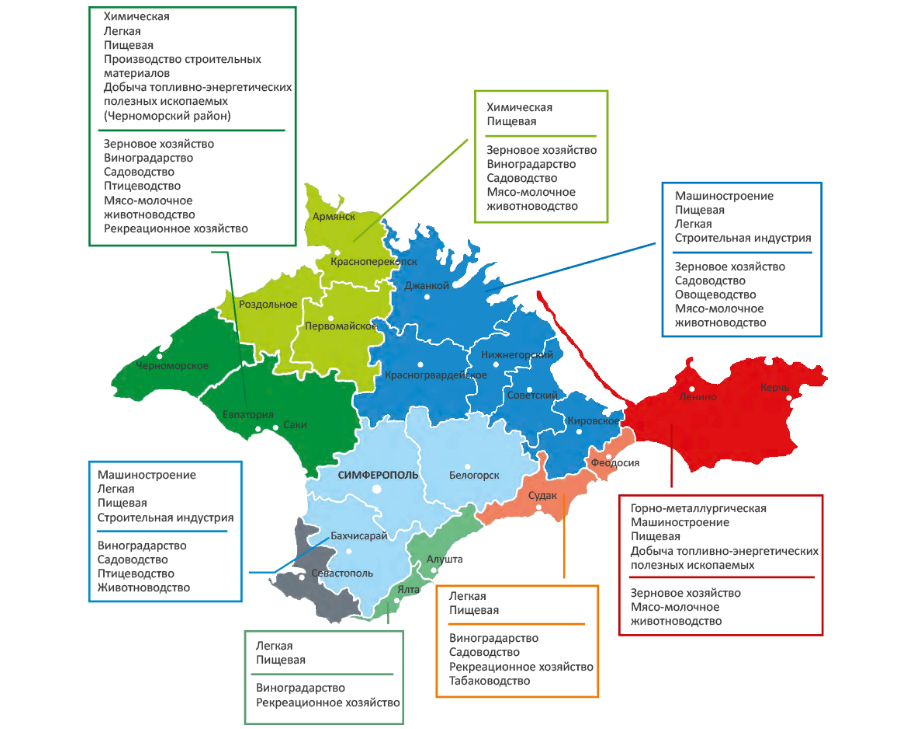 Химическая
Легкая
Пищевая
Производство строительных
материалов
Добыча топливно-энергетических
полезных ископаемых
(Черноморский район)
Зерновое хозяйство
Виноградарство
Садоводство
Птицеводство
Мясо-молочное
животноводство
Рекреационное хозяйство
Химическая
Пищевая
Зерновое хозяйство
Виноградарство
Садоводство
Мясо-молочное
животноводство
Машиностроение
Пищевая
Легкая
Строительная индустрия
Зерновое хозяйство
Садоводство
Овощеводство
Мясо-молочное
животноводство
Армянск
Красноперекопск
Джанкой
Роздольное
Первомайское
Нижнегорский
Черноморское
Красногрвардейское
Советский
Ленино
Керчь
Евпатория
Саки
Кировское
Феодосия
СИМФЕРОПОЛЬ
Белогорск
Судак
Бахчисарай
Алушта
Севастополь
Ялта
Машиностроение
Легкая
Пищевая
Строительная индустрия
Виноградарство
Садоводство
Птицеводство
Животноводство
Горно-металлургическая
Машиностроение
Пищевая
Добыча топливно-энергетических
полезных ископаемых
Зерновое хозяйство
Мясо-молочное
животноводство
Легкая
Пищевая
Виноградарство
Садоводство
Рекреационное хозяйство
Табаководство
Легкая
Пищевая
Виноградарство
Рекреационное хозяйство